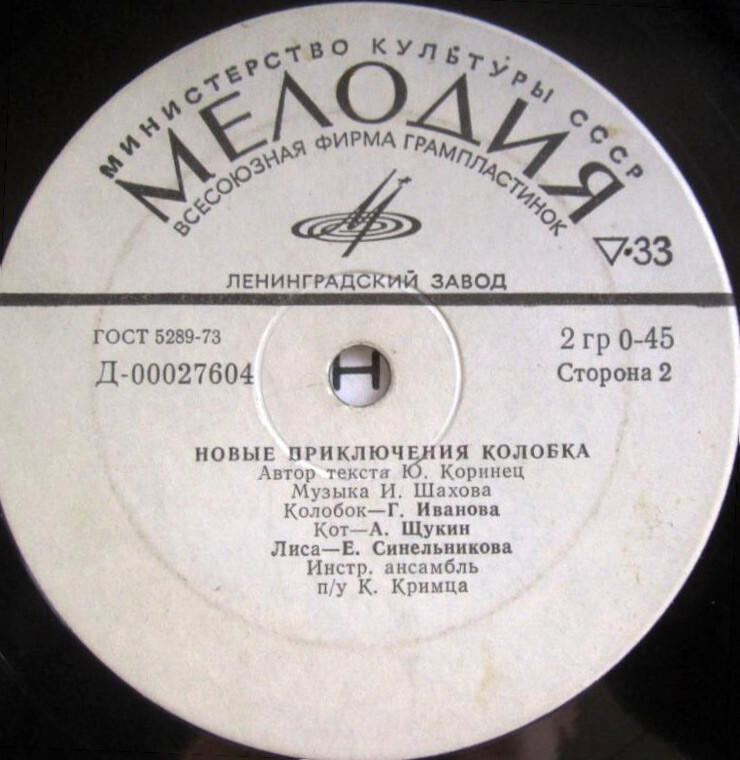 МИНИСТЕРСТВО КУЛЬТУРЫ СССР
МЕЛОДИЯ
ВСЕСОЮЗНАЯ ФИРМА ГРАМПЛАСТИНОК
▽·33
ЛЕНИНГРАДСКИЙ ЗАВОД
ГОСТ 5289-73
2 гр 0-45
Д-00027604
Н
Сторона 2
НОВЫЕ ПРИКЛЮЧЕНИЯ КОЛОБКА
Автор текста Ю. Коринец
Музыка И. Шахова
Колобок—Г. Иванова
Кот—А. Щукин
Лиса—Е. Синельникова
Инстр. ансамбль
п/у К. Кримца